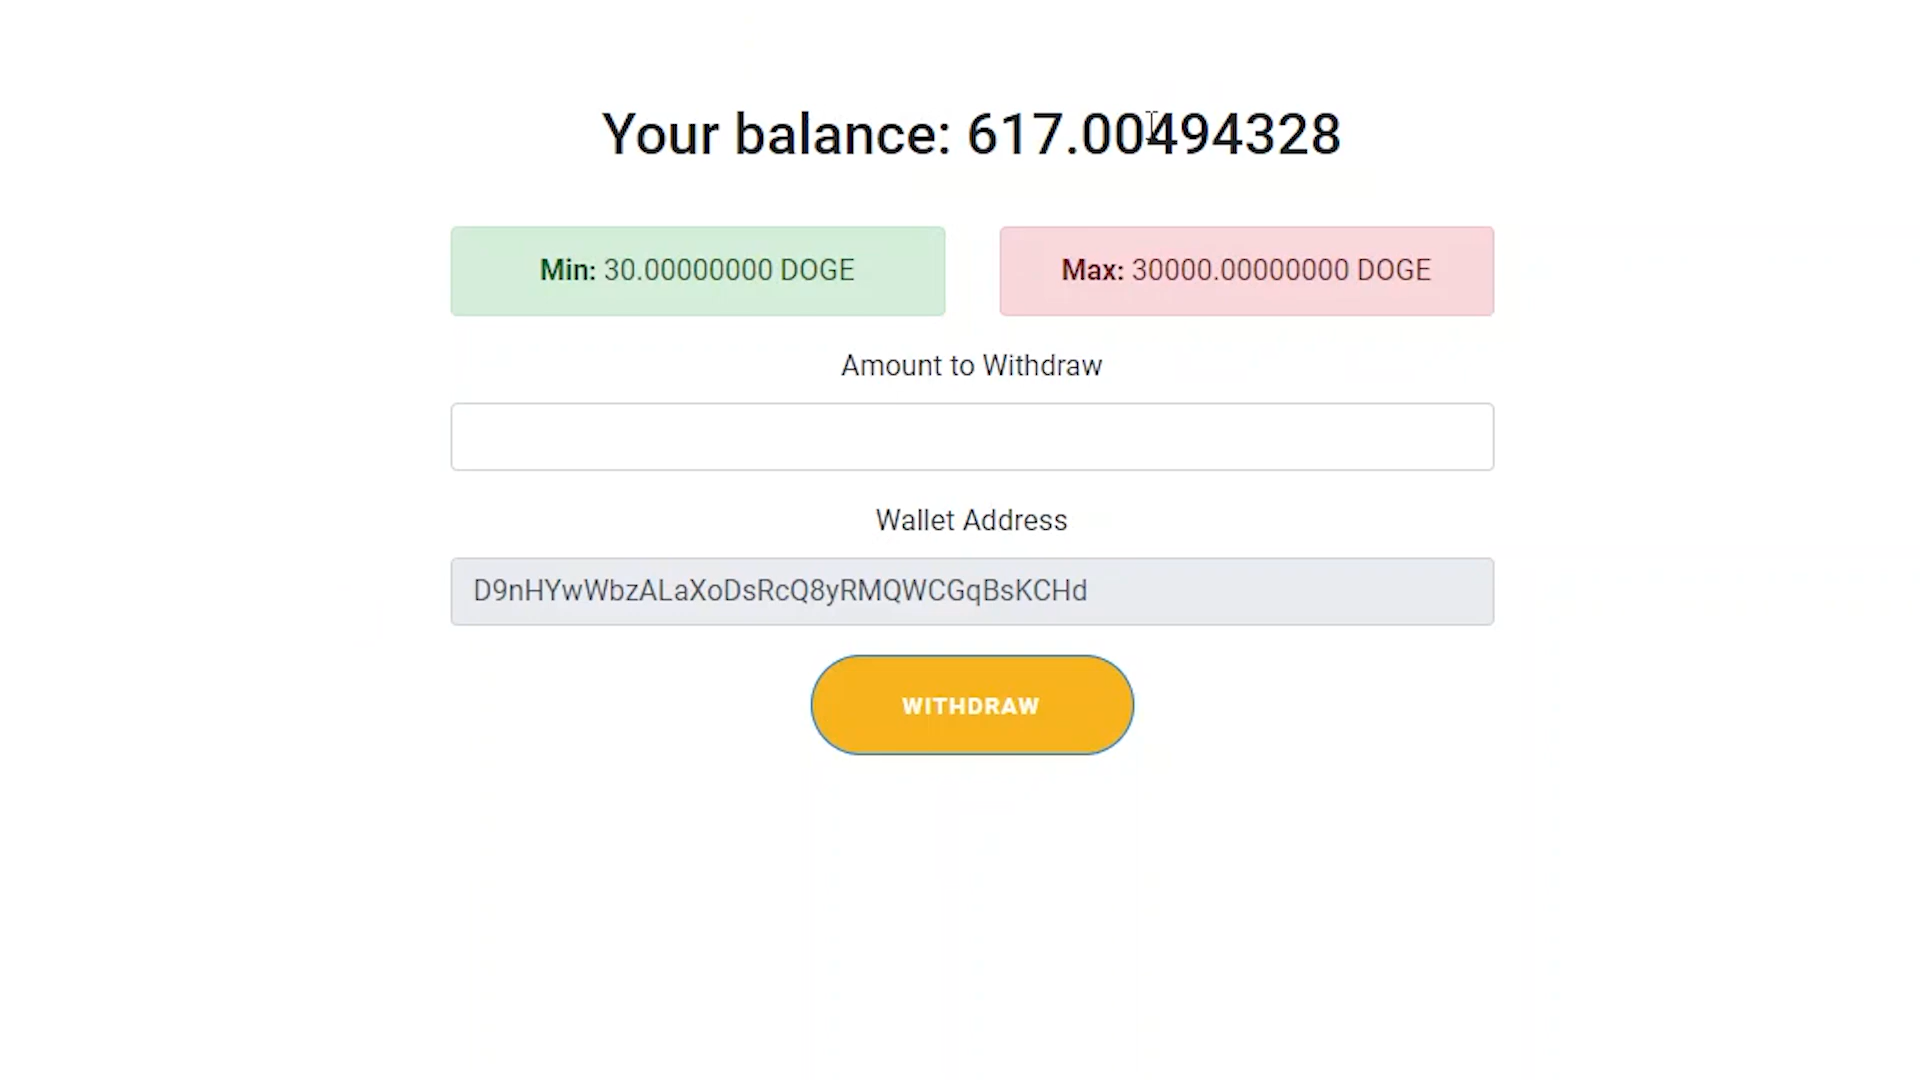 Your balance: 617.00494328
Min: 30.00000000 DOGE
Max: 30000.00000000 DOGE
Amount to Withdraw
Wallet Address
D9nHYwWbzALaXoDsRcQ8yRMQWCGqBsKCHd
WITHDRAW